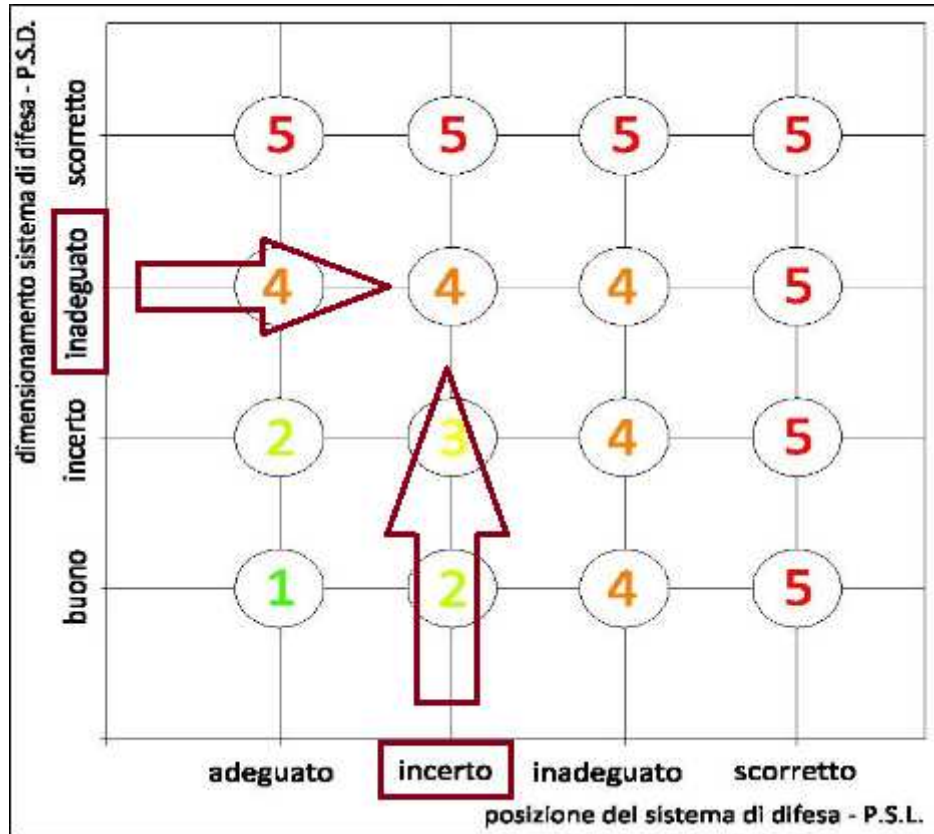 dimensionamento sistema di difesa - P.S.D.
scorretto
5 5 5 5
inadeguato
4 4 4 5
incerto
2 3 4 5
buono
1 2 4 5
adeguato incerto inadeguato scorretto
posizione del sistema di difesa - P.S.L.